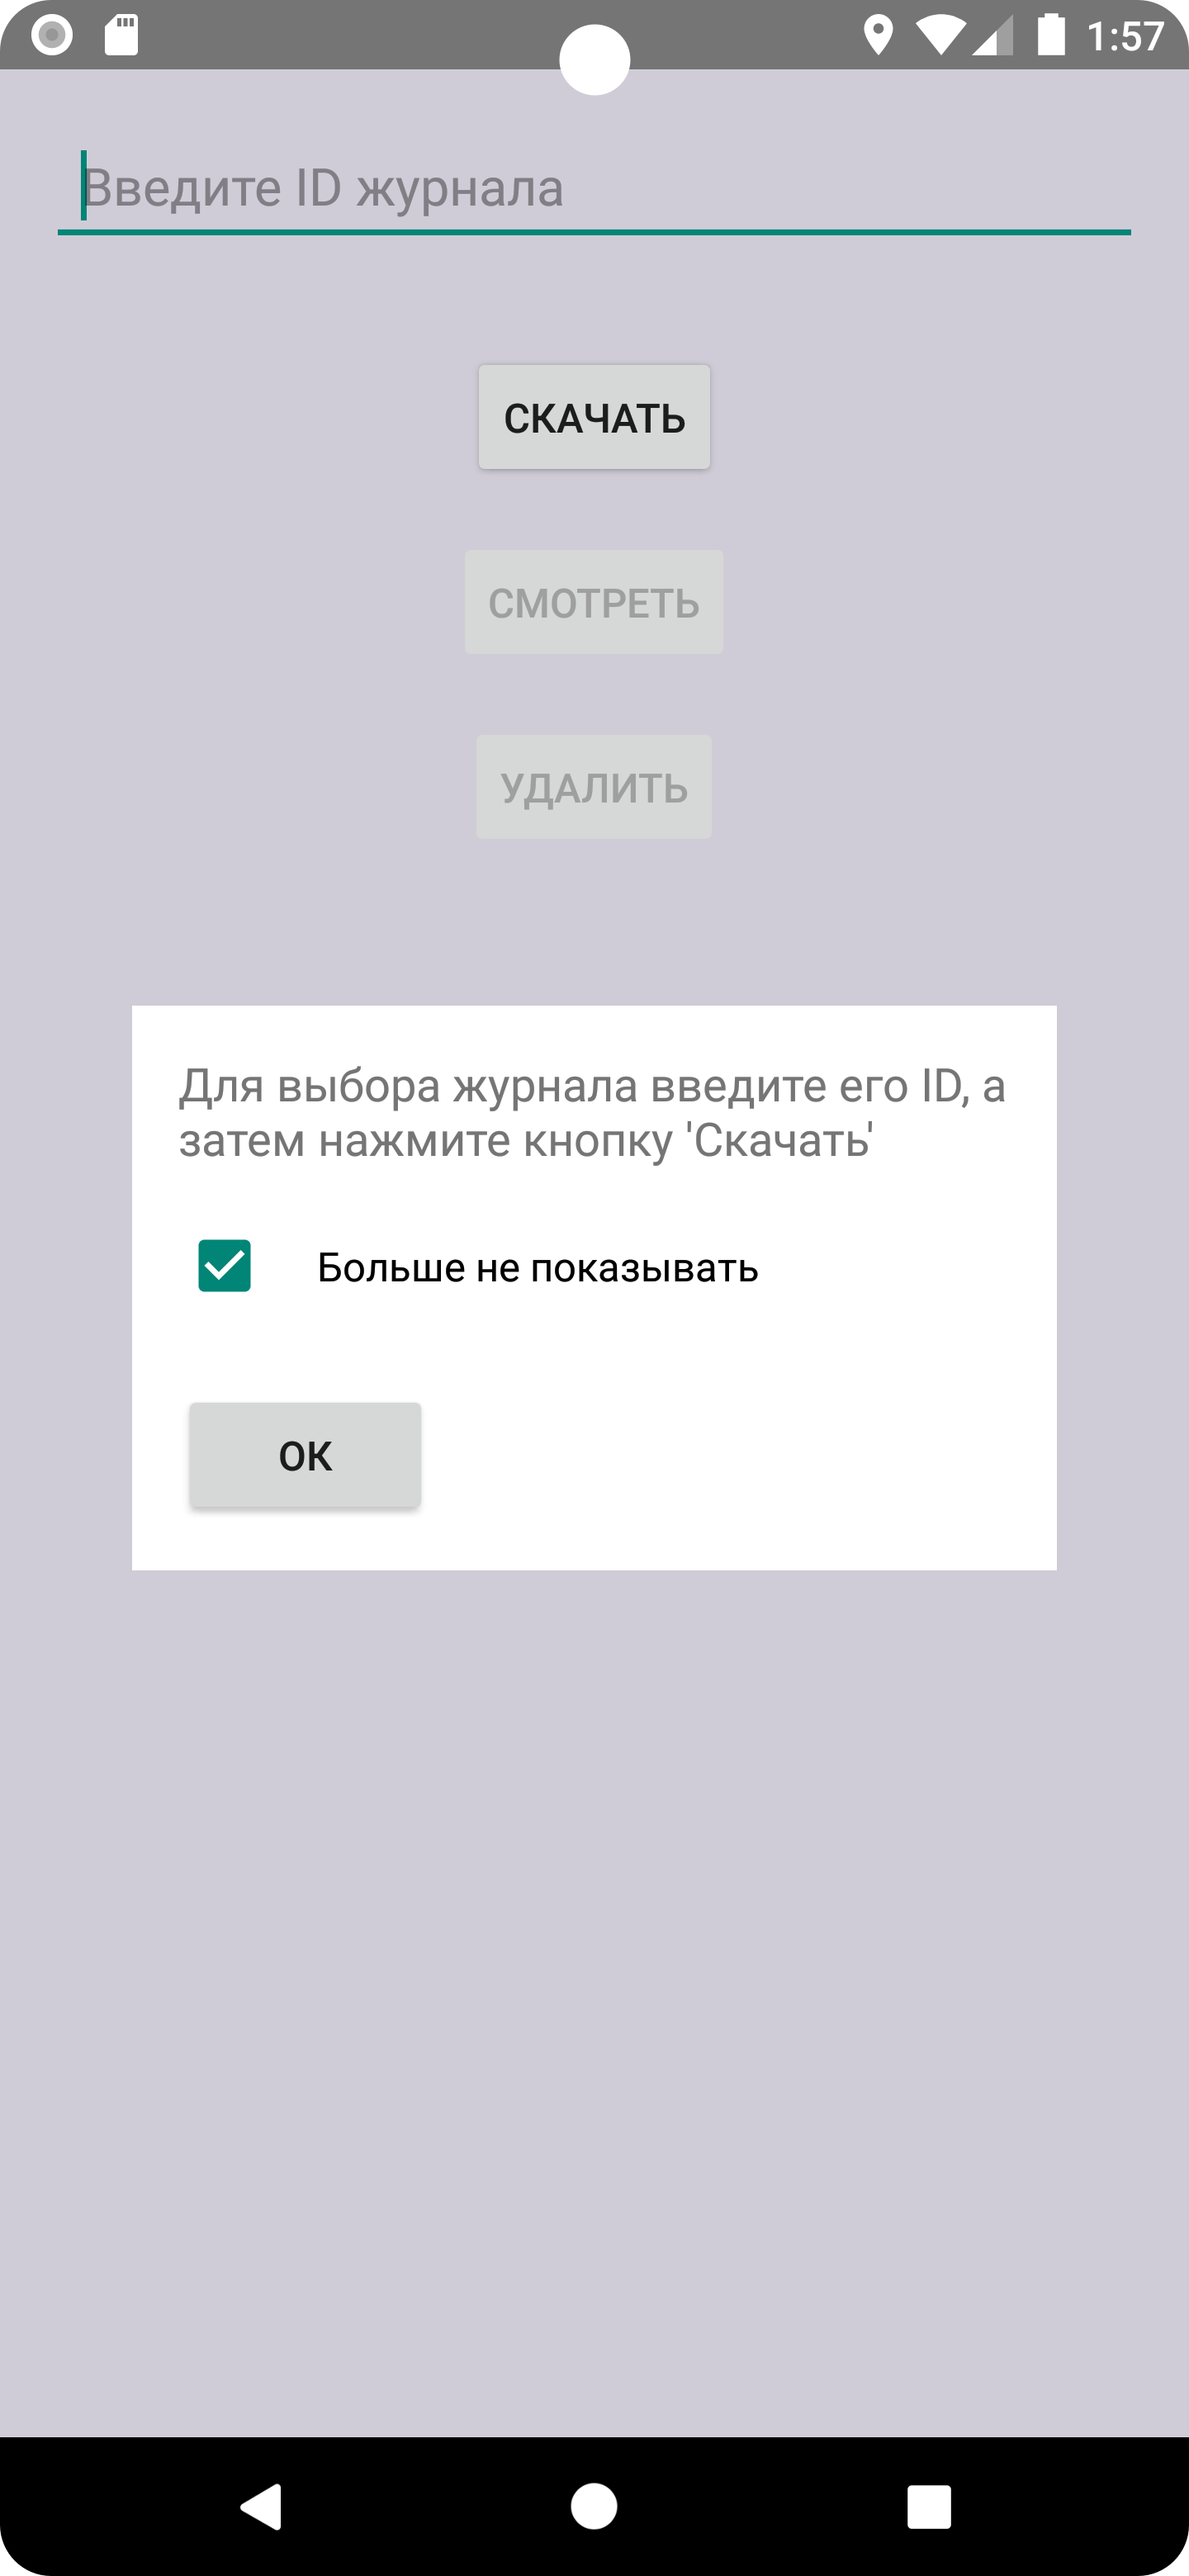 1:57
Введите ID журнала
СКАЧАТЬ
СМОТРЕТЬ
УДАЛИТЬ
Для выбора журнала введите его ID, а
затем нажмите кнопку 'Скачать'
Больше не показывать
ОК